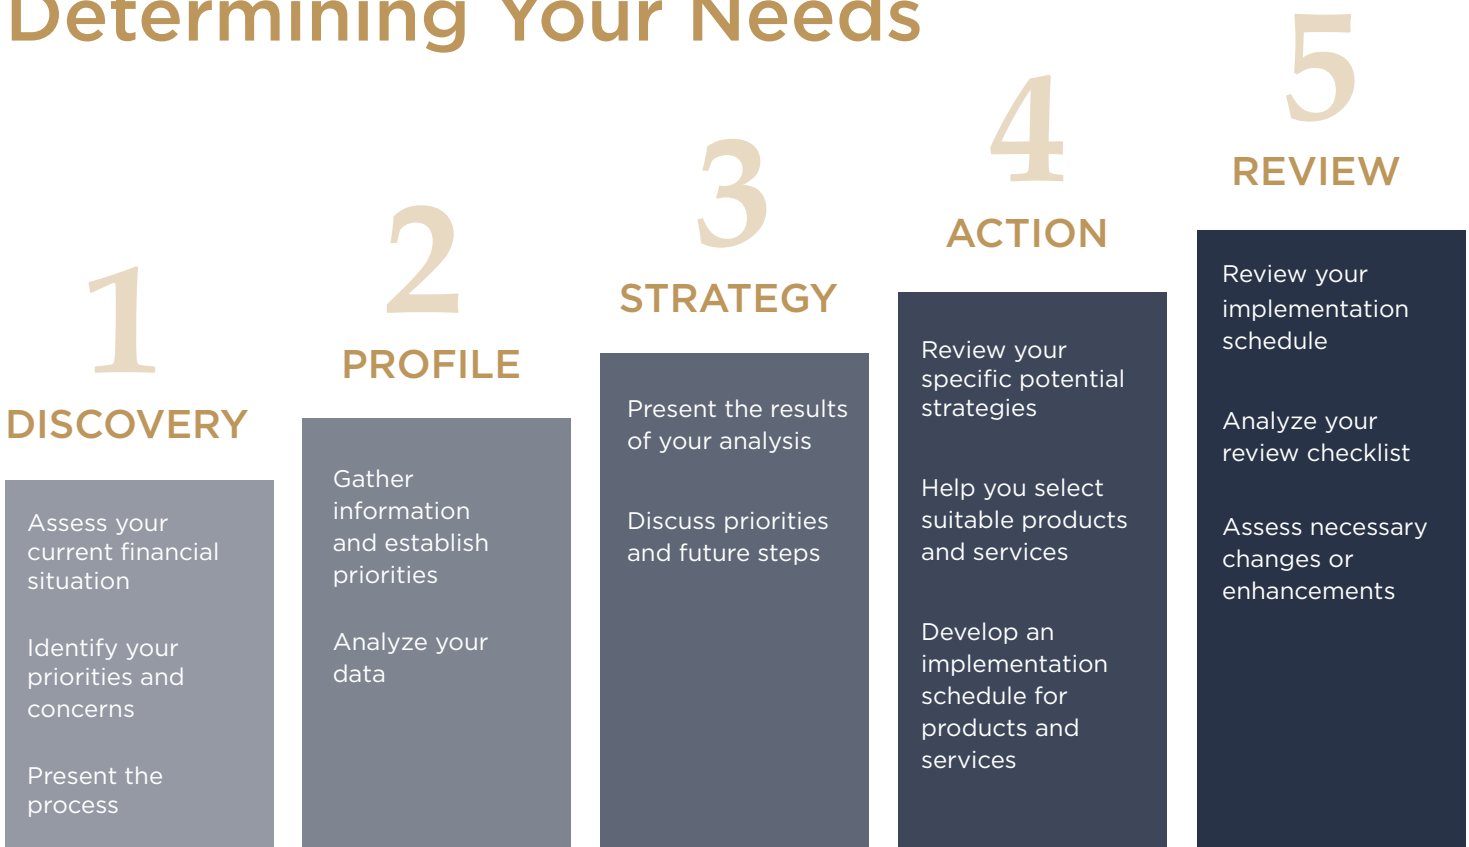 Determining Your Needs
1
DISCOVERY
Assess your
current financial
situation
Identify your
priorities and
concerns
Present the
process
2
PROFILE
Gather
information
and establish
priorities
Analyze your
data
3
STRATEGY
Present the results
of your analysis
Discuss priorities
and future steps
4
ACTION
Review your
specific potential
strategies
Help you select
suitable products
and services
Develop an
implementation
schedule for
products and
services
5
REVIEW
Review your
implementation
schedule
Analyze your
review checklist
Assess necessary
changes or
enhancements